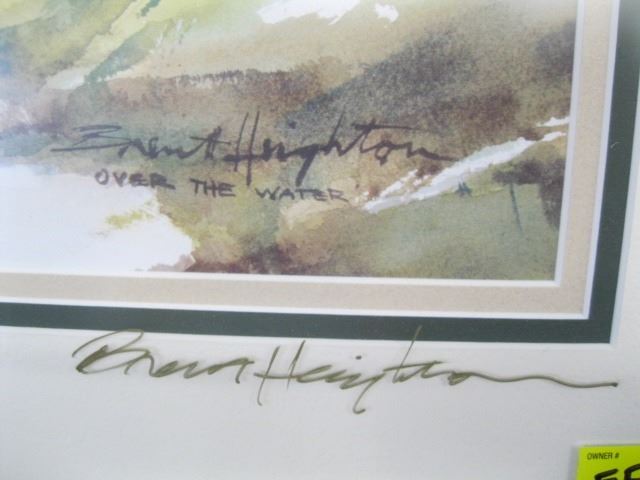 Brent Heighton
OVER THE WATER
Brent Heighton
OWNER #